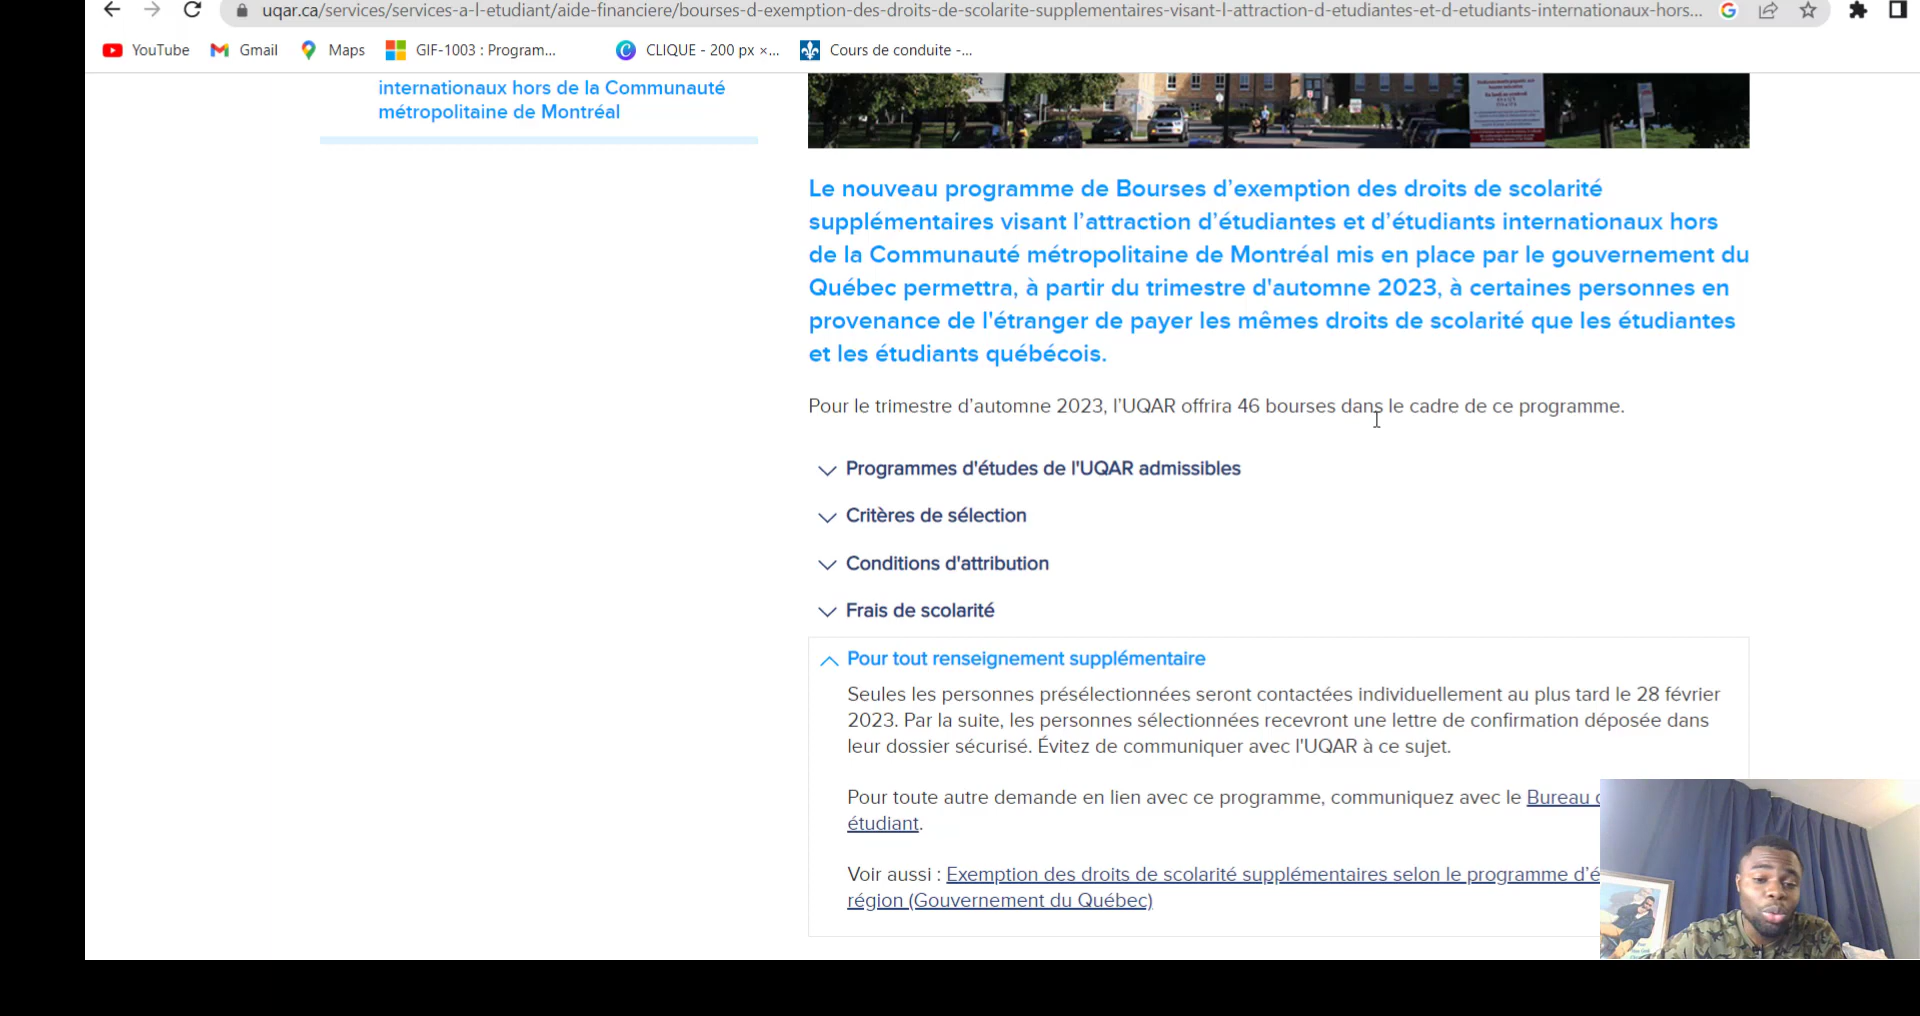 uqar.ca/services/services-a-l-etudiant/aide-financiere/bourses-d-exemption-des-droits-de-scolarite-supplementaires-visant-l-attraction-d-etudiantes-et-d-etudiants-internationaux-hors...
YouTube Gmail Maps GIF-1003 : Program... CLIQUE - 200 px ×... Cours de conduite -...
internationaux hors de la Communauté
métropolitaine de Montréal
Le nouveau programme de Bourses d’exemption des droits de scolarité
supplémentaires visant l’attraction d’étudiantes et d’étudiants internationaux hors
de la Communauté métropolitaine de Montréal mis en place par le gouvernement du
Québec permettra, à partir du trimestre d'automne 2023, à certaines personnes en
provenance de l'étranger de payer les mêmes droits de scolarité que les étudiantes
et les étudiants québécois.
Pour le trimestre d’automne 2023, l’UQAR offrira 46 bourses dans le cadre de ce programme.
Programmes d'études de l'UQAR admissibles
Critères de sélection
Conditions d'attribution
Frais de scolarité
Pour tout renseignement supplémentaire
Seules les personnes présélectionnées seront contactées individuellement au plus tard le 28 février
2023. Par la suite, les personnes sélectionnées recevront une lettre de confirmation déposée dans
leur dossier sécurisé. Évitez de communiquer avec l'UQAR à ce sujet.
Pour toute autre demande en lien avec ce programme, communiquez avec le Bureau
étudiant.
Voir aussi : Exemption des droits de scolarité supplémentaires selon le programme d’é
région (Gouvernement du Québec)